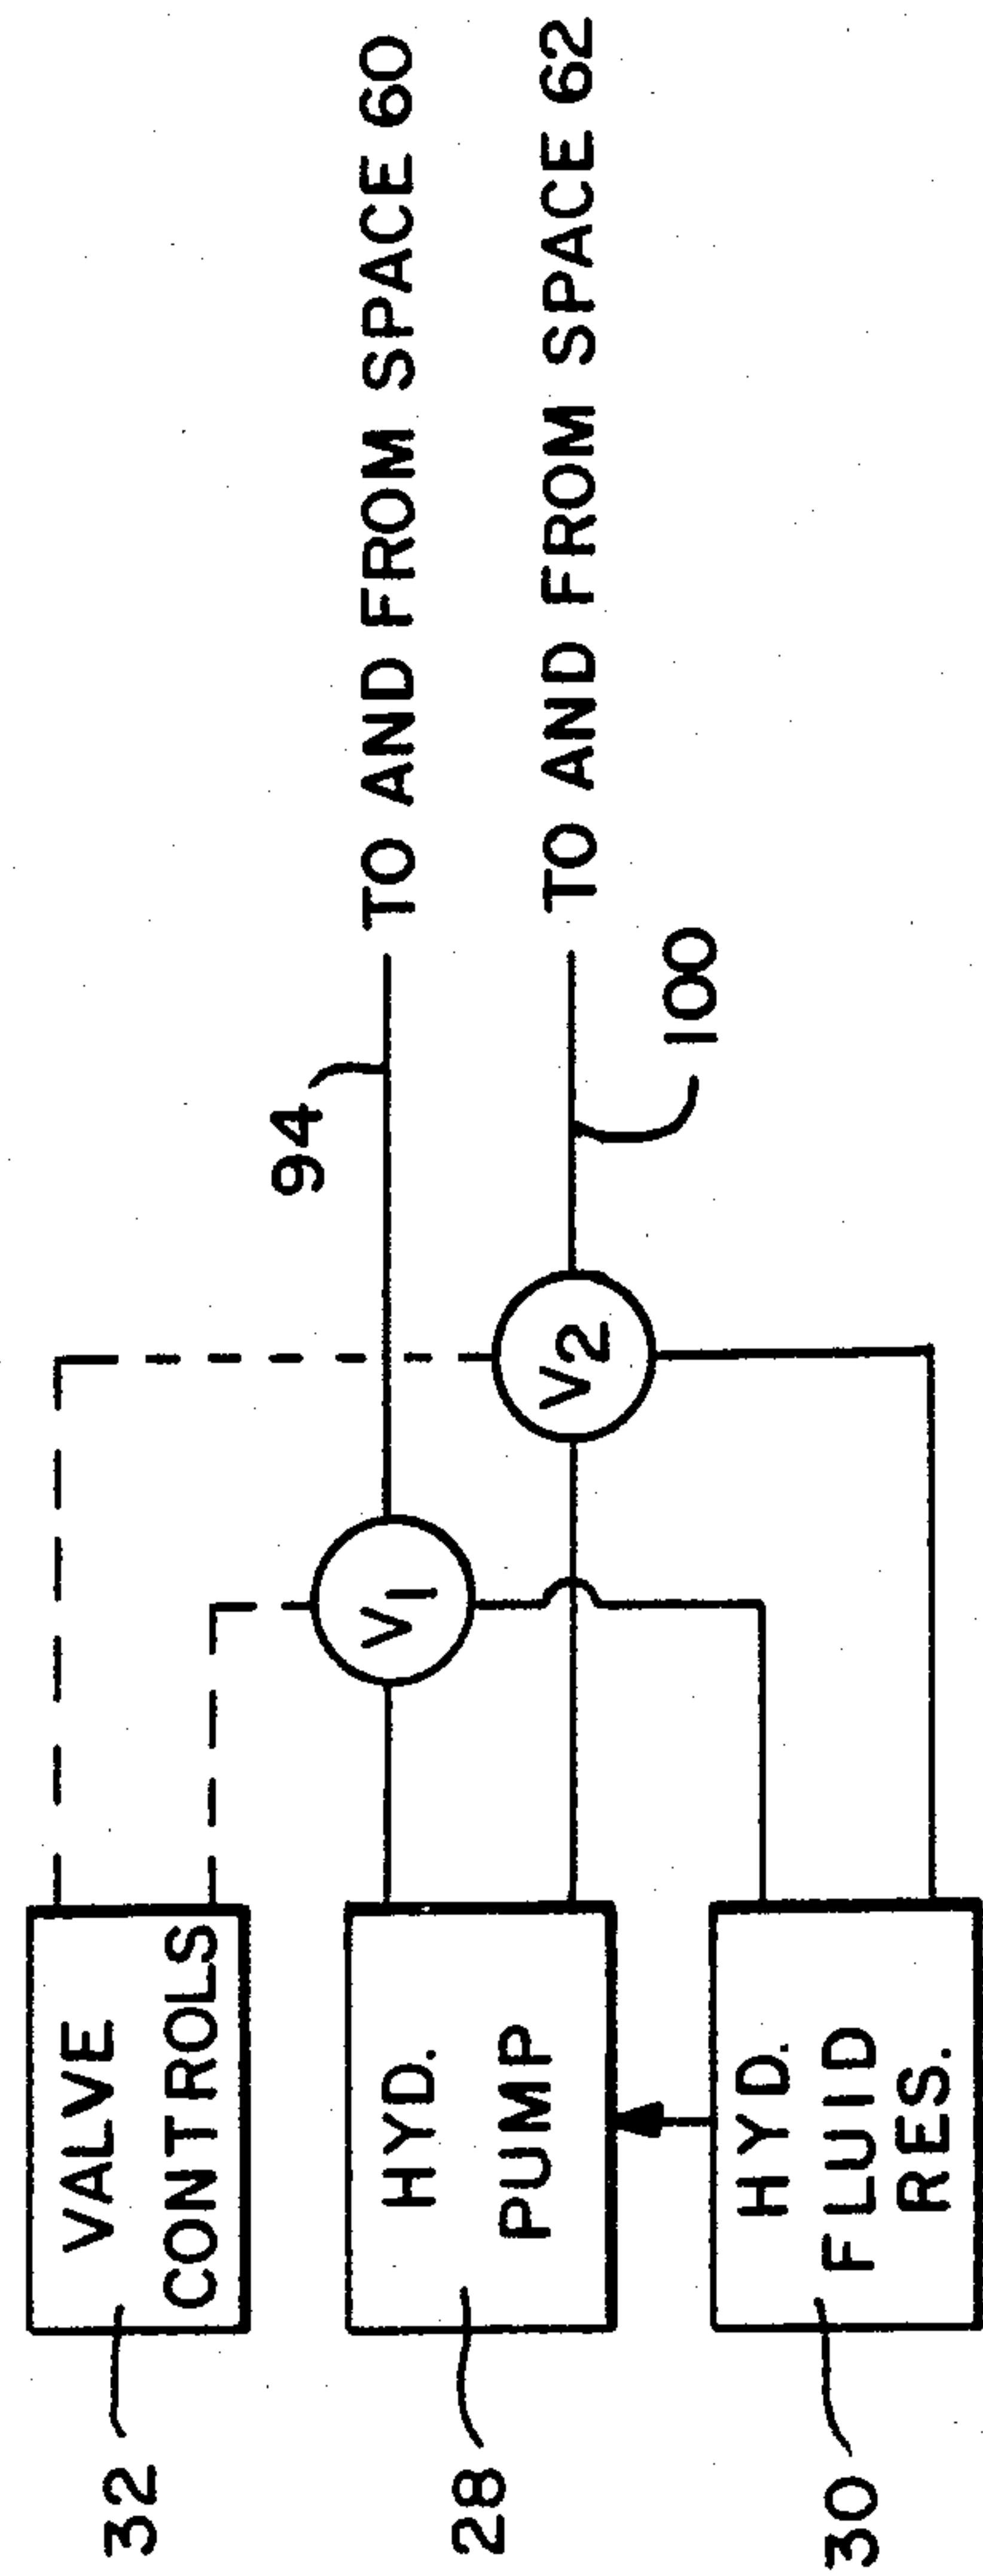 32
VALVE
CONTROLS
28
HYD.
PUMP
30
HYD.
FLUID
RES.
V1
V2
94
100
TO AND FROM SPACE 60
TO AND FROM SPACE 62